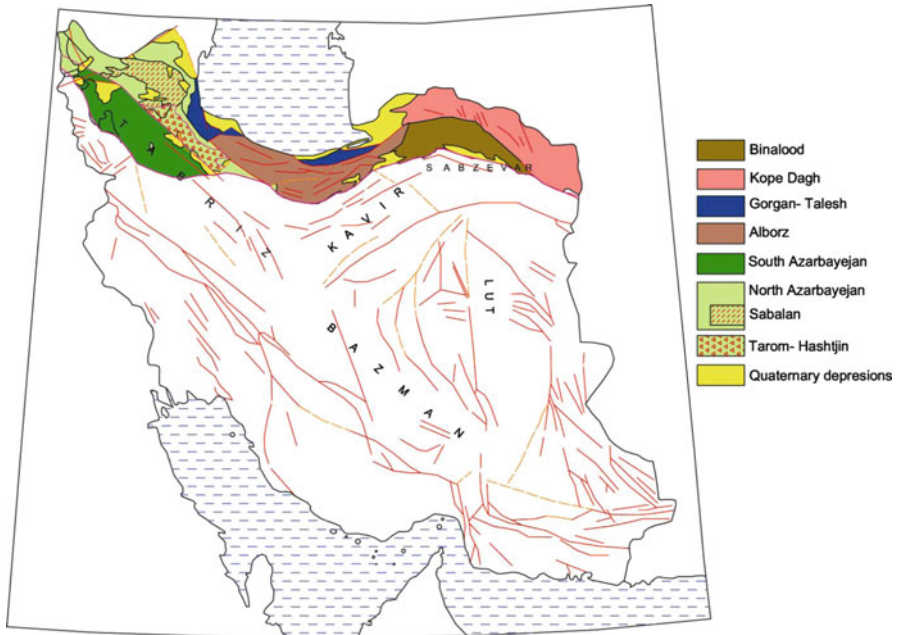 TABRIZ
SABZEVAR
KAVIR
LUT
BAZMAN
Binalood
Kope Dagh
Gorgan- Talesh
Alborz
South Azarbayejan
North Azarbayejan
Sabalan
Tarom- Hashtjin
Quaternary depresions